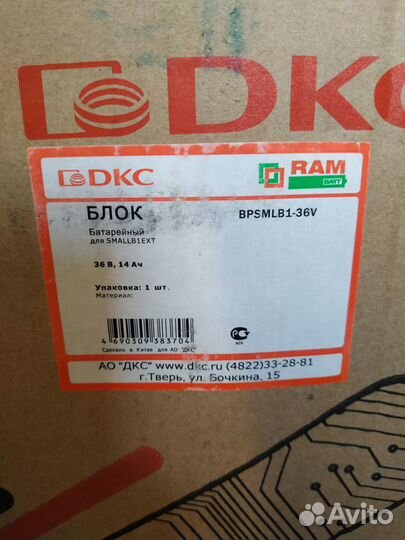 DKC
DKC
RAM
BATT
БЛОК
BPSMLB1-36V
Батарейный
для SMALLB1EXT
36 В, 14 Ач
Упаковка: 1 шт.
Материал:
4 690309 383704
АГ8
Сделано в Китае для АО "ДКС"
АО "ДКС" www.dkc.ru (4822)33-28-81
г.Тверь, ул. Бочкина, 15
Avito